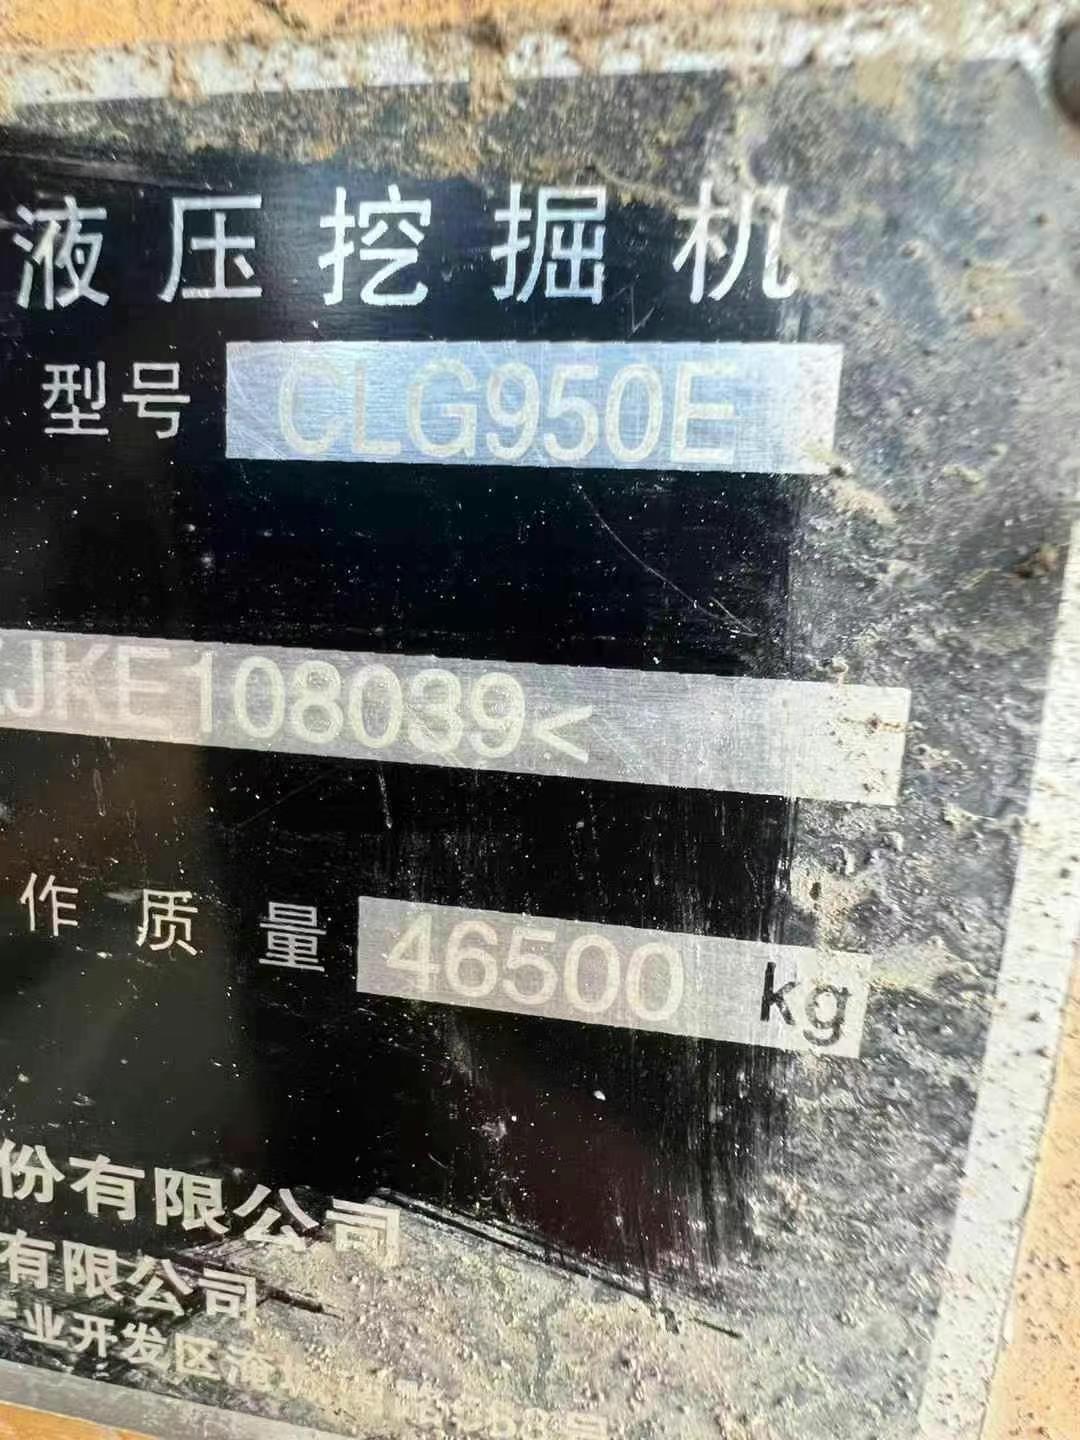 液压挖掘机
型号 CLG950E
JKE108039<
作质量 46500 kg
份有限公司
有限公司
业开发区淹